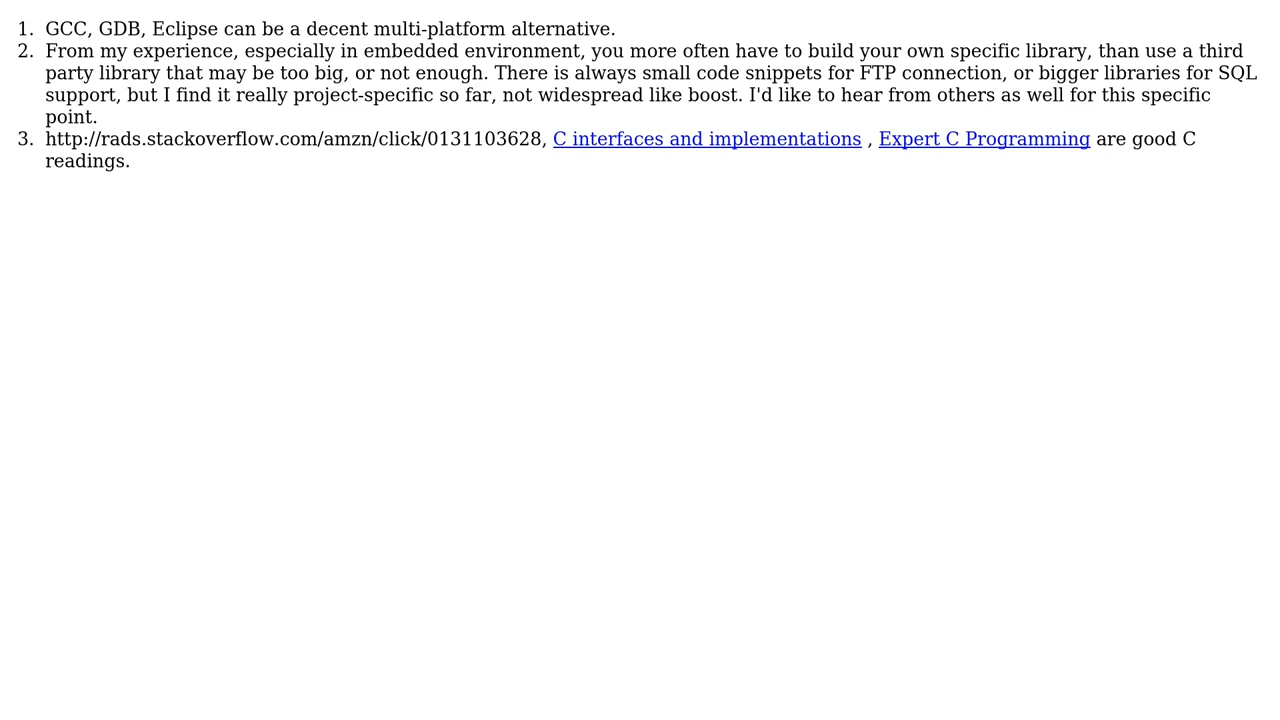 1. GCC, GDB, Eclipse can be a decent multi-platform alternative.
2. From my experience, especially in embedded environment, you more often have to build your own specific library, than use a third
party library that may be too big, or not enough. There is always small code snippets for FTP connection, or bigger libraries for SQL
support, but I find it really project-specific so far, not widespread like boost. I'd like to hear from others as well for this specific
point.
3. http://rads.stackoverflow.com/amzn/click/0131103628, C interfaces and implementations , Expert C Programming are good C
readings.